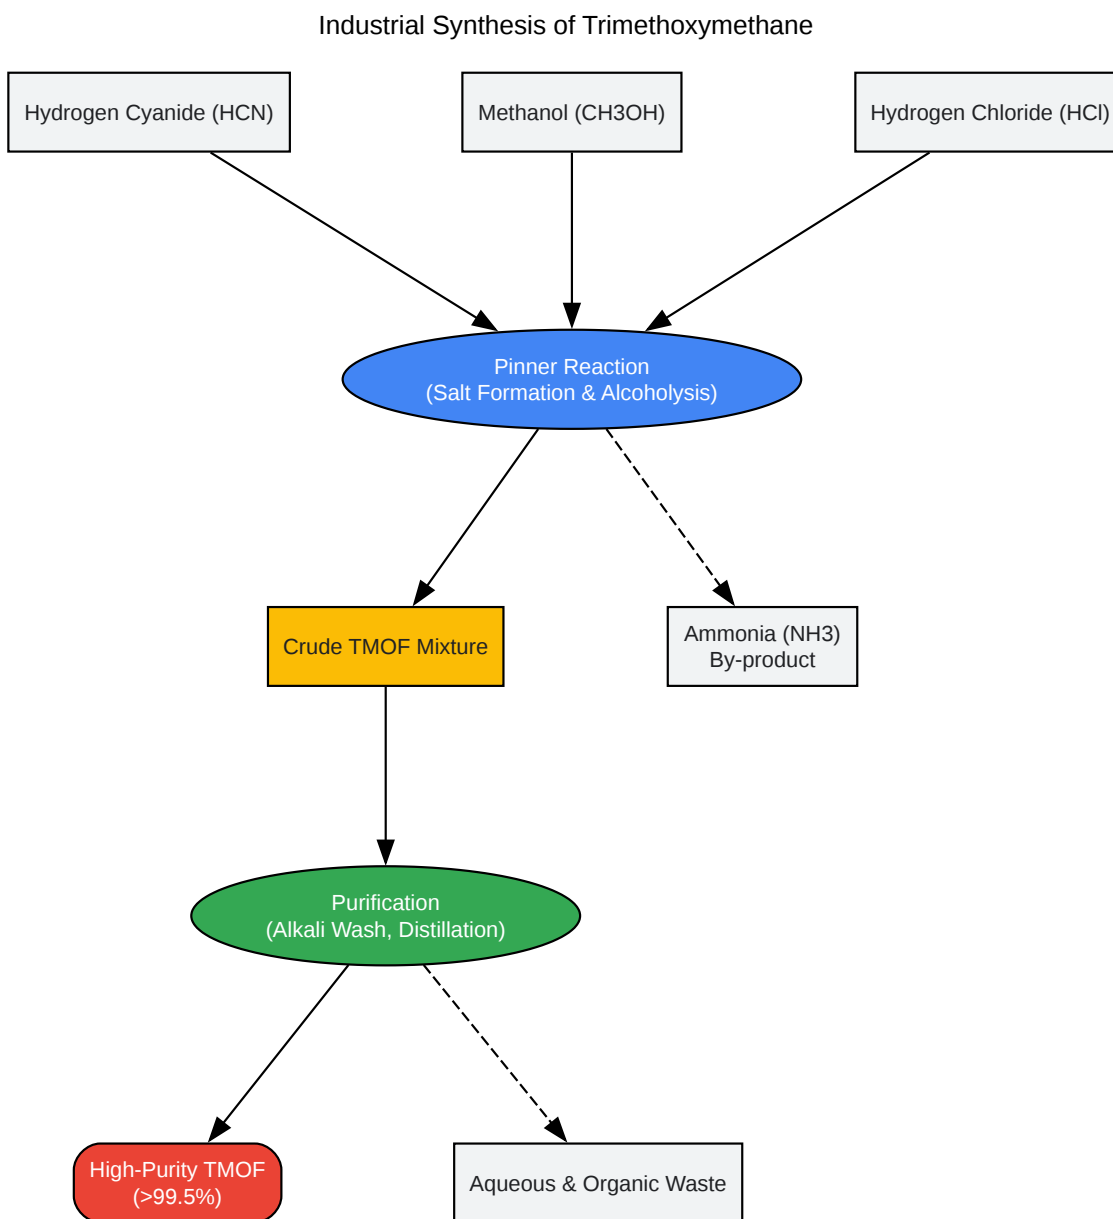 Industrial Synthesis of Trimethoxymethane
Hydrogen Cyanide (HCN)
Methanol (CH3OH)
Hydrogen Chloride (HCl)
Pinner Reaction
(Salt Formation & Alcoholysis)
Crude TMOF Mixture
Ammonia (NH3)
By-product
Purification
(Alkali Wash, Distillation)
High-Purity TMOF
(>99.5%)
Aqueous & Organic Waste